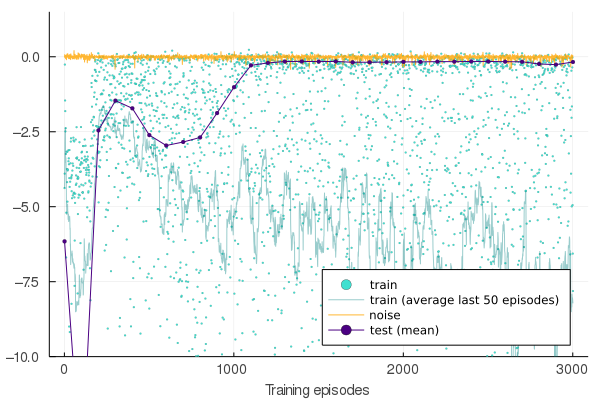 0.0
−2.5
−5.0
−7.5
−10.0
0
1000
2000
3000
Training episodes
train
train (average last 50 episodes)
noise
test (mean)